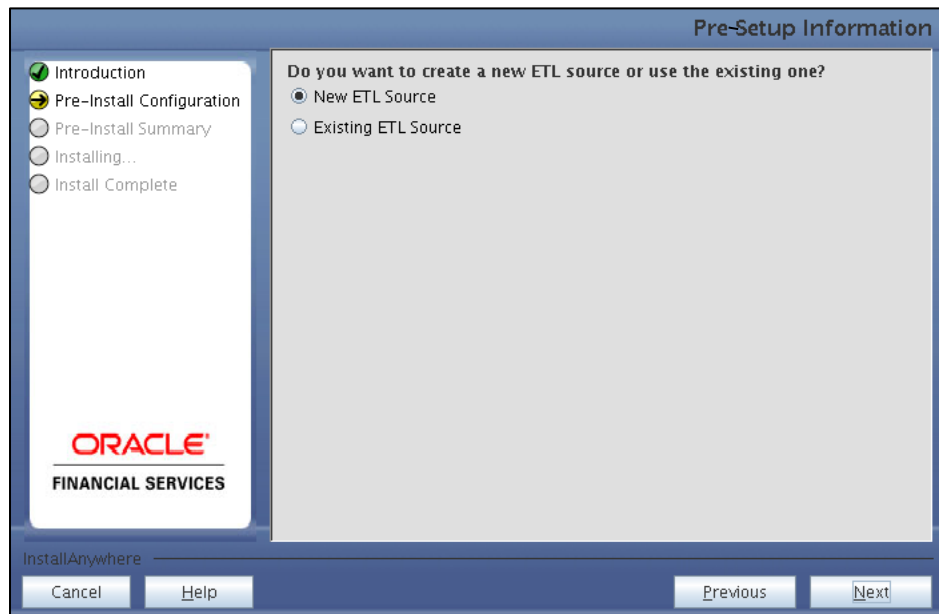 Pre-Setup Information
Introduction
Pre-Install Configuration
Pre-Install Summary
Installing...
Install Complete
ORACLE'
FINANCIAL SERVICES
Do you want to create a new ETL source or use the existing one?
New ETL Source
Existing ETL Source
InstallAnywhere
Cancel
Help
Previous
Next